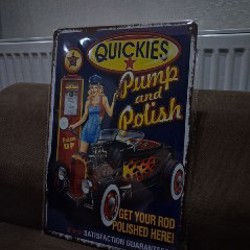 QUICKIES
Pump
and
Polish
GET YOUR ROD
POLISHED HERE!
SATISFACTION GUARANTEED